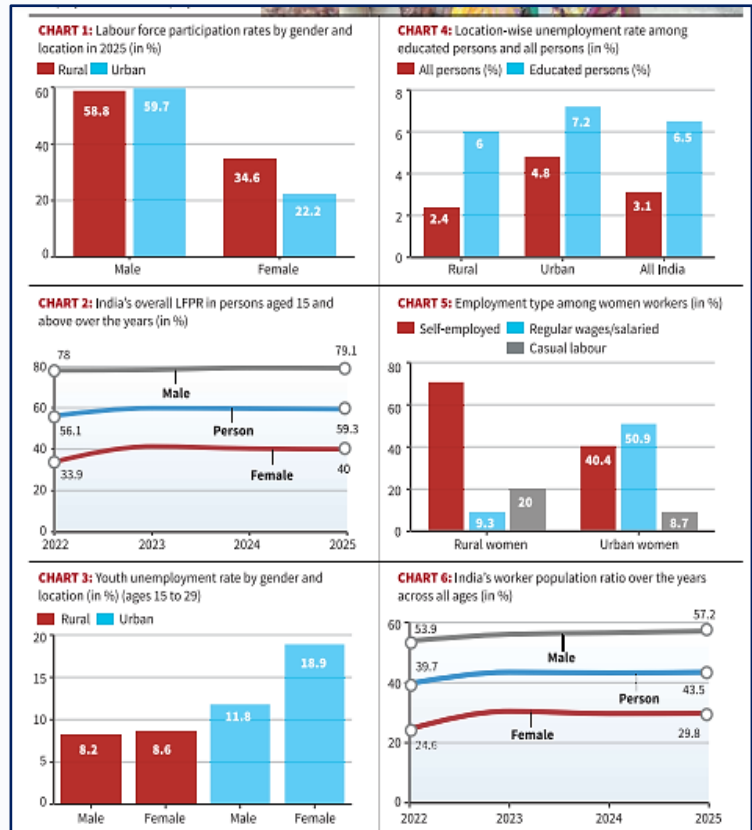 CHART 1: Labour force participation rates by gender and
location in 2025 (in %)
Rural Urban
60
40
20
0
58.8
59.7
34.6
22.2
Male Female
CHART 4: Location-wise unemployment rate among
educated persons and all persons (in %)
All persons (%) Educated persons (%)
8
6
4
2
0
2.4
6
4.8
7.2
3.1
6.5
Rural Urban All India
CHART 2: India's overall LFPR in persons aged 15 and
above over the years (in %)
80
60
40
20
0
78
79.1
Male
56.1
Person
59.3
33.9
Female
40
2022 2023 2024 2025
CHART 5: Employment type among women workers (in %)
Self-employed Regular wages/salaried
Casual labour
80
60
40
20
0
9.3
20
40.4
50.9
8.7
Rural women Urban women
CHART 3: Youth unemployment rate by gender and
location (in %) (ages 15 to 29)
Rural Urban
20
15
10
5
0
8.2
8.6
11.8
18.9
Male Female Male Female
CHART 6: India's worker population ratio over the years
across all ages (in %)
60
40
20
0
53.9
57.2
Male
39.7
Person
43.5
24.6
Female
29.8
2022 2023 2024 2025